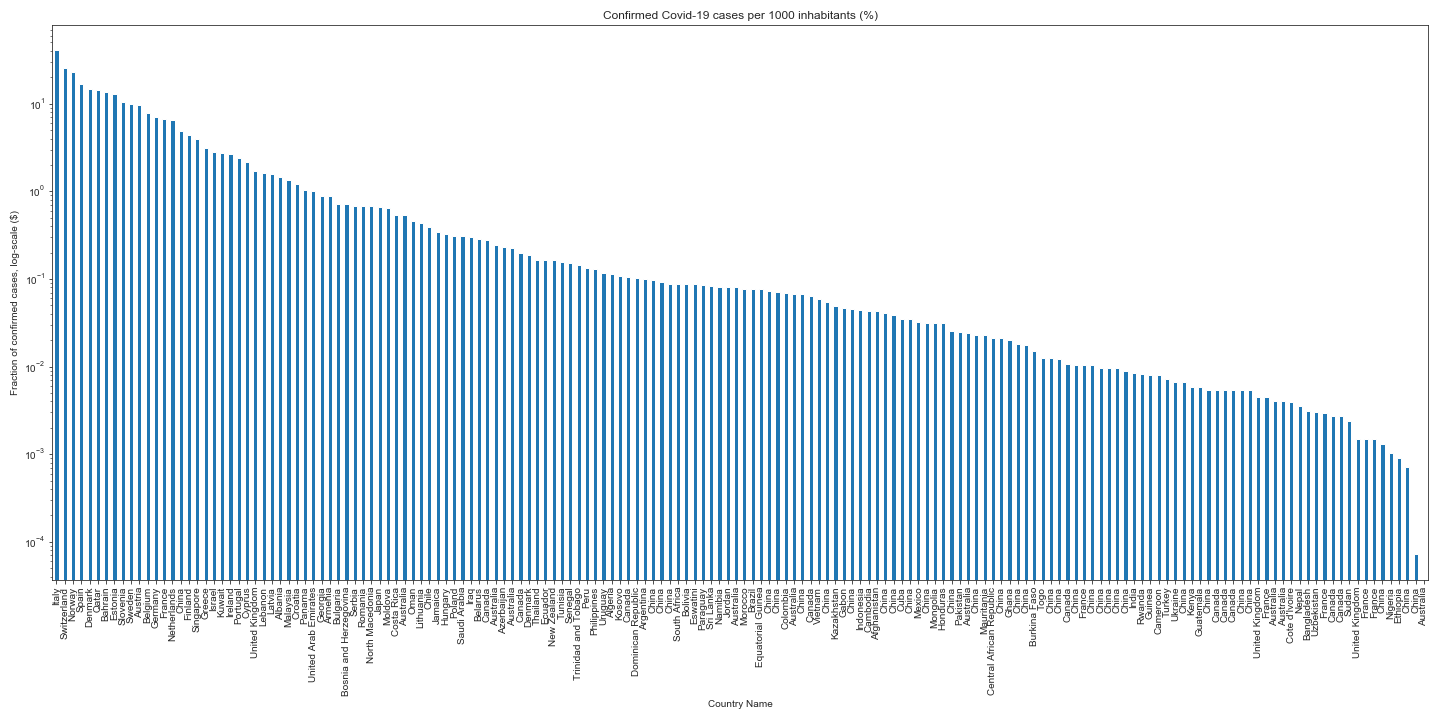 Confirmed Covid-19 cases per 1000 inhabitants (%)
Fraction of confirmed cases, log-scale ($)
10¹
10⁰
10⁻¹
10⁻²
10⁻³
10⁻⁴
Italy
Switzerland
Norway
Spain
Denmark
Qatar
Bahrain
Estonia
Slovenia
Sweden
Austria
Belgium
Germany
France
Netherlands
China
Finland
Singapore
Greece
Israel
Kuwait
Ireland
Portugal
Cyprus
United Kingdom
Lebanon
Latvia
Albania
Malaysia
Croatia
Panama
United Arab Emirates
Georgia
Armenia
Bulgaria
Bosnia and Herzegovina
Serbia
Romania
North Macedonia
Japan
Moldova
Costa Rica
Australia
Oman
Lithuania
Chile
Jamaica
Hungary
Poland
Saudi Arabia
Iraq
Belarus
Canada
Australia
Azerbaijan
Australia
Canada
Denmark
Thailand
Ecuador
New Zealand
Tunisia
Senegal
Trinidad and Tobago
Peru
Philippines
Uruguay
Algeria
Kosovo
Canada
Dominican Republic
Argentina
China
China
China
South Africa
Bolivia
Eswatini
Paraguay
Sri Lanka
Namibia
Jordan
Australia
Morocco
Brazil
Equatorial Guinea
China
China
Colombia
Australia
China
Canada
Vietnam
China
Kazakhstan
Gabon
China
Indonesia
Cambodia
Afghanistan
China
China
Cuba
China
Mexico
China
Mongolia
Honduras
China
Pakistan
Australia
China
Mauritania
Central African Republic
China
Ghana
China
China
Burkina Faso
Togo
China
China
Canada
France
China
China
China
China
China
China
India
Rwanda
Guinea
Cameroon
Turkey
Ukraine
China
Kenya
Guatemala
China
Canada
Canada
Canada
China
China
United Kingdom
France
Australia
Australia
Cote d'Ivoire
Nepal
Bangladesh
Uzbekistan
France
Canada
Canada
Sudan
United Kingdom
France
France
China
Nigeria
Ethiopia
China
China
Australia
Country Name